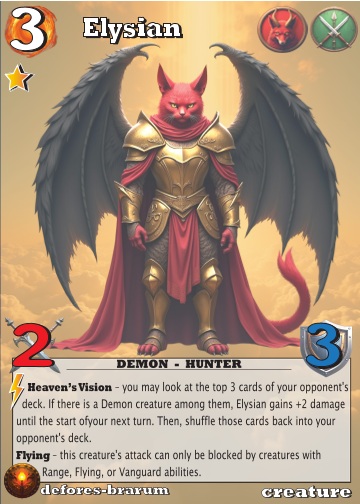 3 Elysian
2
3
DEMON - HUNTER
Heaven's Vision - you may look at the top 3 cards of your opponent's
deck. If there is a Demon creature among them, Elysian gains +2 damage
until the start ofyour next turn. Then, shuffle those cards back into your
opponent's deck.
Flying - this creature's attack can only be blocked by creatures with
Range, Flying, or Vanguard abilities.
defores-brarum creature